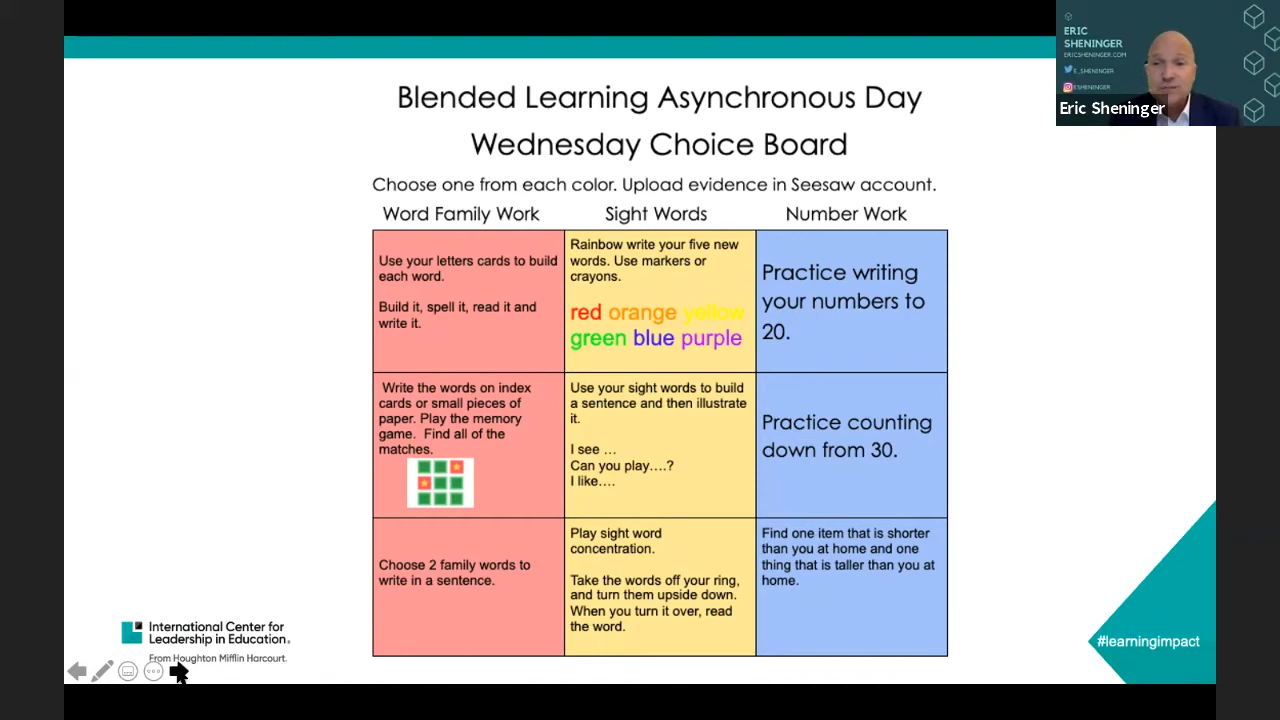 Blended Learning Asynchronous Day
Wednesday Choice Board
Choose one from each color. Upload evidence in Seesaw account.
Word Family Work
Sight Words
Number Work
Use your letters cards to build
each word.
Build it, spell it, read it and
write it.
Rainbow write your five new
words. Use markers or
crayons.
red orange yellow
green blue purple
Practice writing
your numbers to
20.
Write the words on index
cards or small pieces of
paper. Play the memory
game. Find all of the
matches.
Use your sight words to build
a sentence and then illustrate
it.
I see …
Can you play….?
I like….
Practice counting
down from 30.
Choose 2 family words to
write in a sentence.
Play sight word
concentration.
Take the words off your ring,
and turn them upside down.
When you turn it over, read
the word.
Find one item that is shorter
than you at home and one
thing that is taller than you at
home.
International Center for
Leadership in Education.
From Houghton Mifflin Harcourt.
#learningimpact
ERIC
SHENINGER
ERICSHENINGER.COM
E_SHENINGER
ESHENINGER
Eric Sheninger